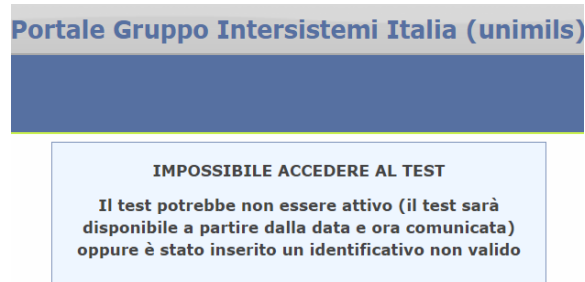 Portale Gruppo Intersistemi Italia (unimils)
IMPOSSIBILE ACCEDERE AL TEST
Il test potrebbe non essere attivo (il test sarà
disponibile a partire dalla data e ora comunicata)
oppure è stato inserito un identificativo non valido